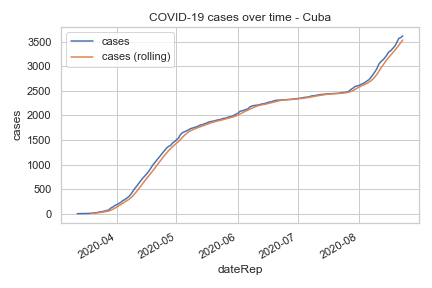 COVID-19 cases over time - Cuba
cases
cases (rolling)
3500
3000
2500
2000
1500
1000
500
0
cases
2020-04
2020-05
2020-06
2020-07
2020-08
dateRep